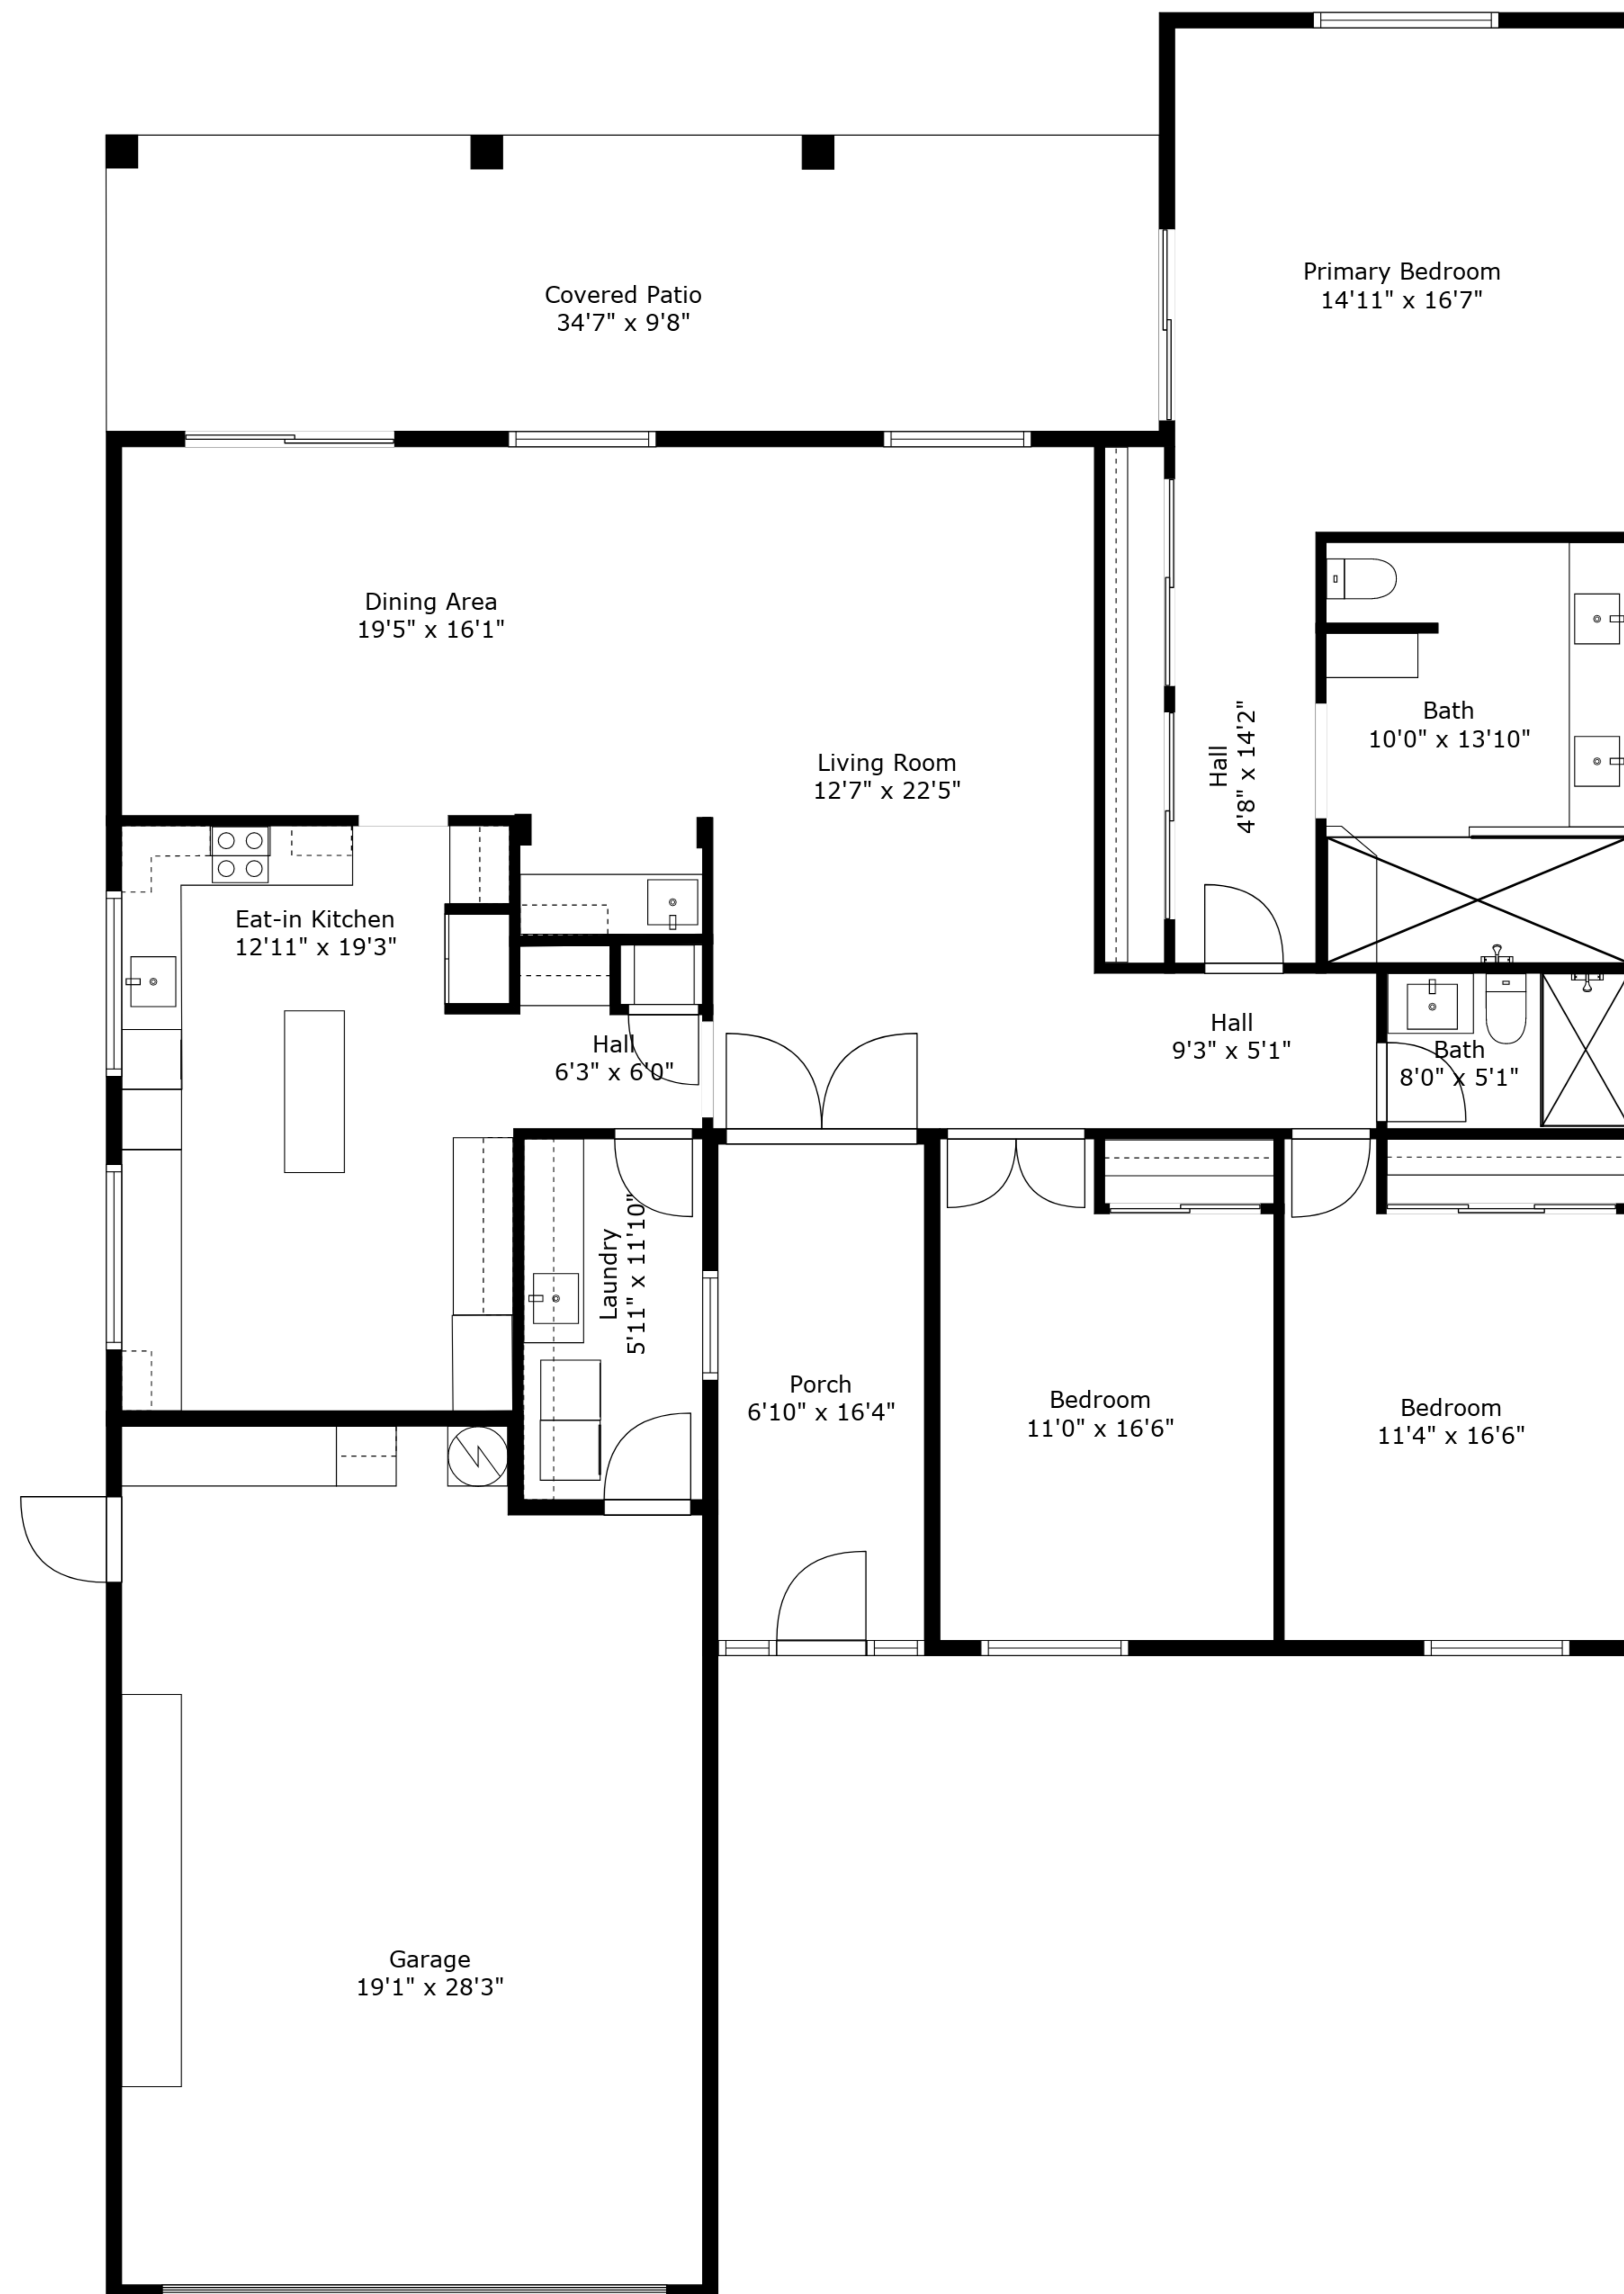 Primary Bedroom
14'11" x 16'7"
Covered Patio
34'7" x 9'8"
Dining Area
19'5" x 16'1"
Living Room
12'7" x 22'5"
Hall
4'8" x 14'2"
Bath
10'0" x 13'10"
Eat-in Kitchen
12'11" x 19'3"
Hall
6'3" x 6'0"
Hall
9'3" x 5'1"
Bath
8'0" x 5'1"
Laundry
5'11" x 11'10"
Porch
6'10" x 16'4"
Bedroom
11'0" x 16'6"
Bedroom
11'4" x 16'6"
Garage
19'1" x 28'3"